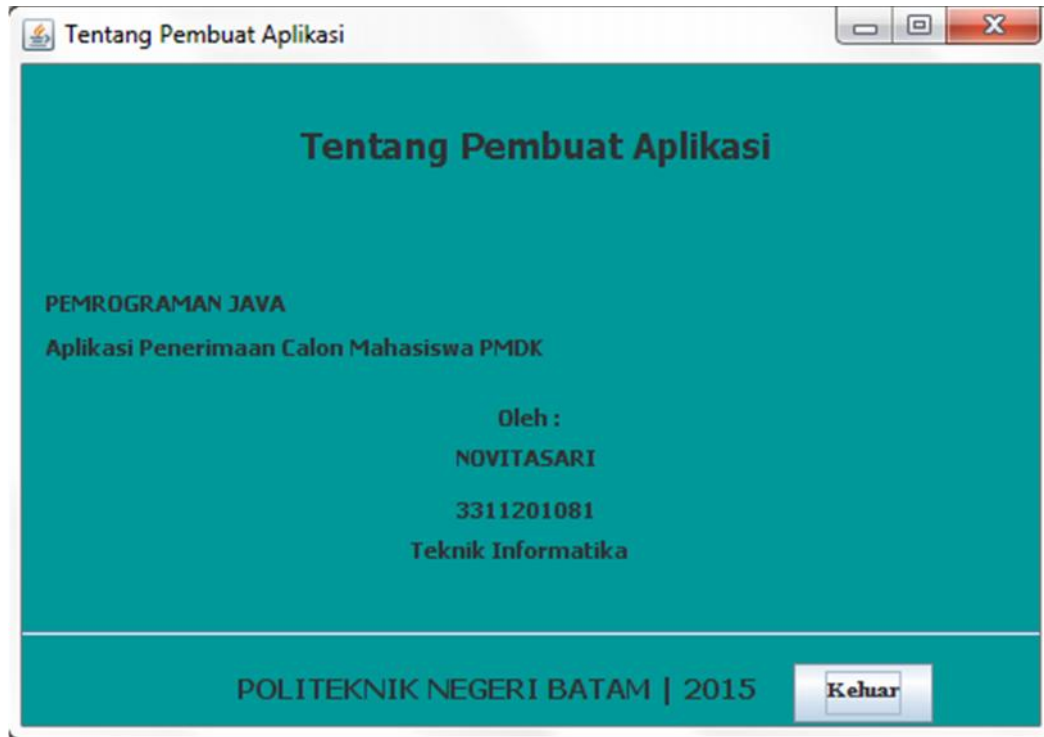 Tentang Pembuat Aplikasi
Tentang Pembuat Aplikasi
PEMROGRAMAN JAVA
Aplikasi Penerimaan Calon Mahasiswa PMDK
Oleh :
NOVITASARI
3311201081
Teknik Informatika
POLITEKNIK NEGERI BATAM | 2015
Keluar